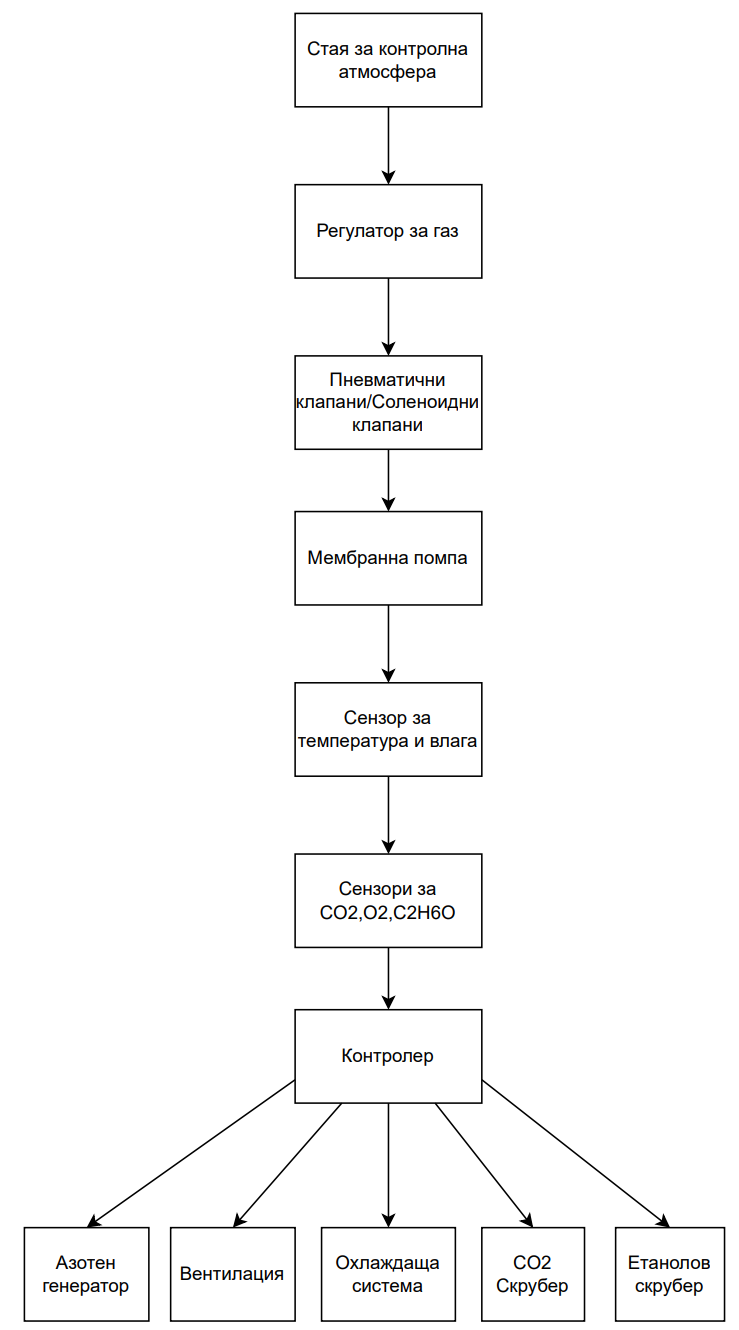 Стая за контролна
атмосфера
Регулатор за газ
Пневматични
клапани/Соленоидни
клапани
Мембранна помпа
Сензор за
температура и влага
Сензори за
CO2,O2,C2H6O
Контролер
Азотен
генератор
Вентилация
Охлаждаща
система
CO2
Скрубер
Етанолов
скрубер